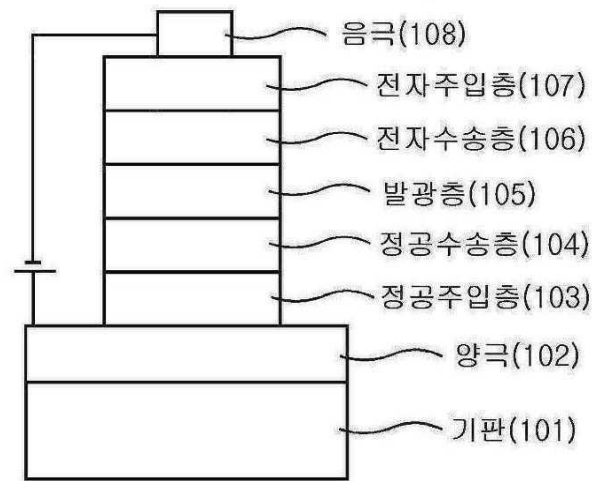 음극(108)
전자주입층(107)
전자수송층(106)
발광층(105)
정공수송층(104)
정공주입층(103)
양극(102)
기판(101)